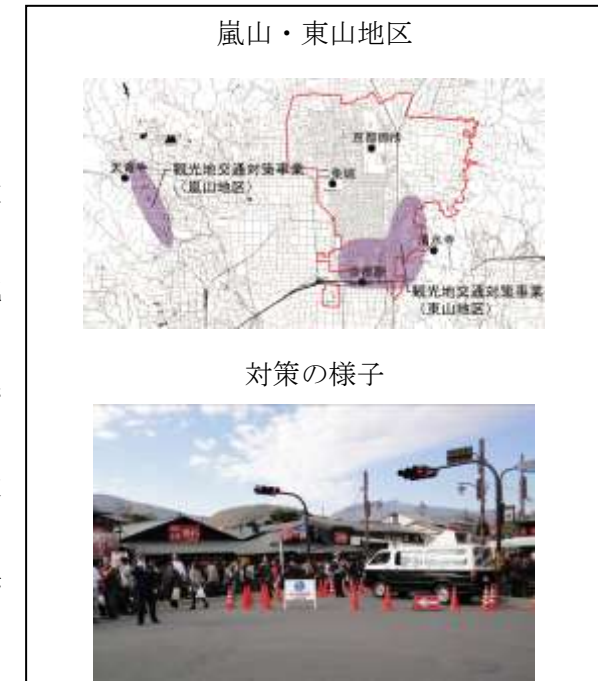 嵐山・東山地区
京都御所
天龍寺
観光地交通対策事業
(嵐山地区)
二条城
清水寺
京都駅
観光地交通対策事業
(東山地区)
対策の様子